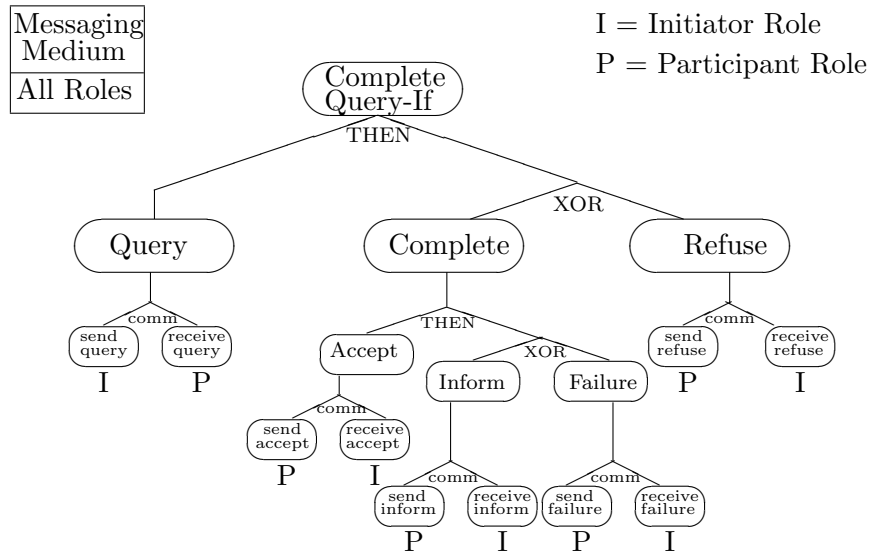 Messaging
Medium
All Roles
I = Initiator Role
P = Participant Role
Complete
Query-If
THEN
XOR
Query
Complete
Refuse
comm
send
query
receive
query
I
P
THEN
Accept
XOR
Inform
Failure
comm
send
refuse
receive
refuse
P
I
comm
send
accept
receive
accept
P
I
comm
send
inform
receive
inform
P
I
comm
send
failure
receive
failure
P
I